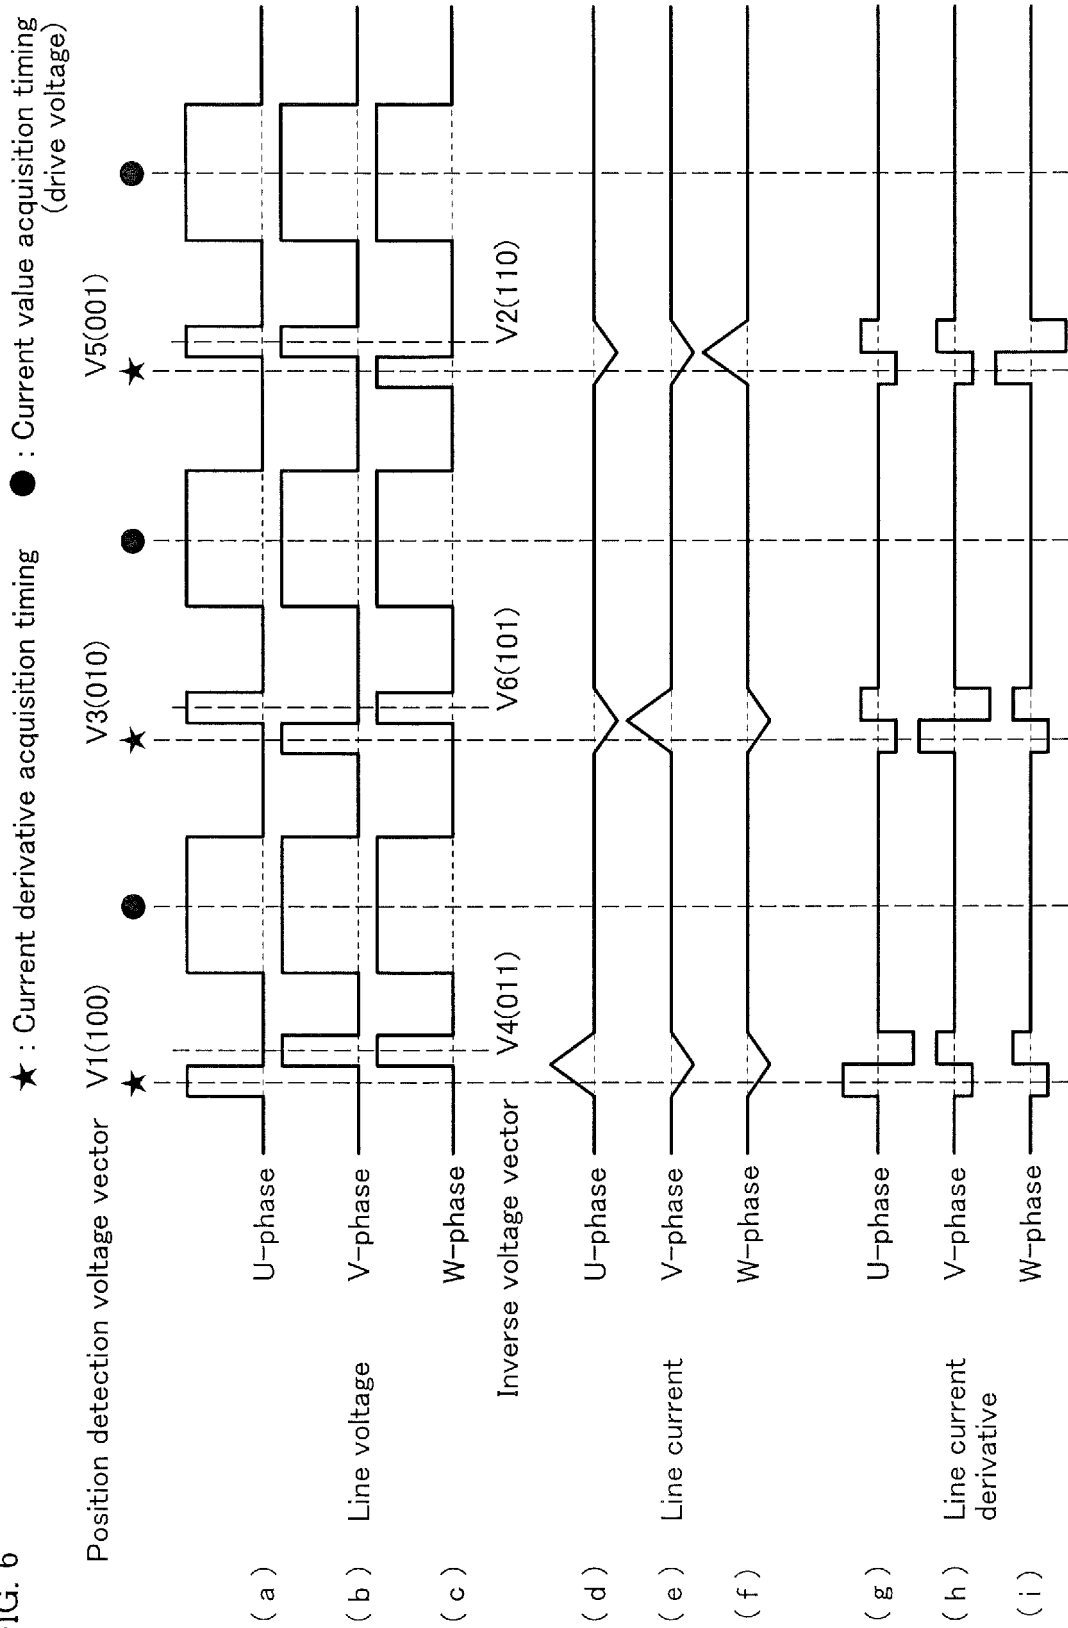 FIG. 6
★ : Current derivative acquisition timing ● : Current value acquisition timing
(drive voltage)
Position detection voltage vector V1(100) V3(010) V5(001)
(a) U-phase
(b) Line voltage V-phase
(c) W-phase
Inverse voltage vector V4(011) V6(101) V2(110)
(d) U-phase
(e) Line current V-phase
(f) W-phase
(g) U-phase
(h) Line current V-phase
derivative
(i) W-phase